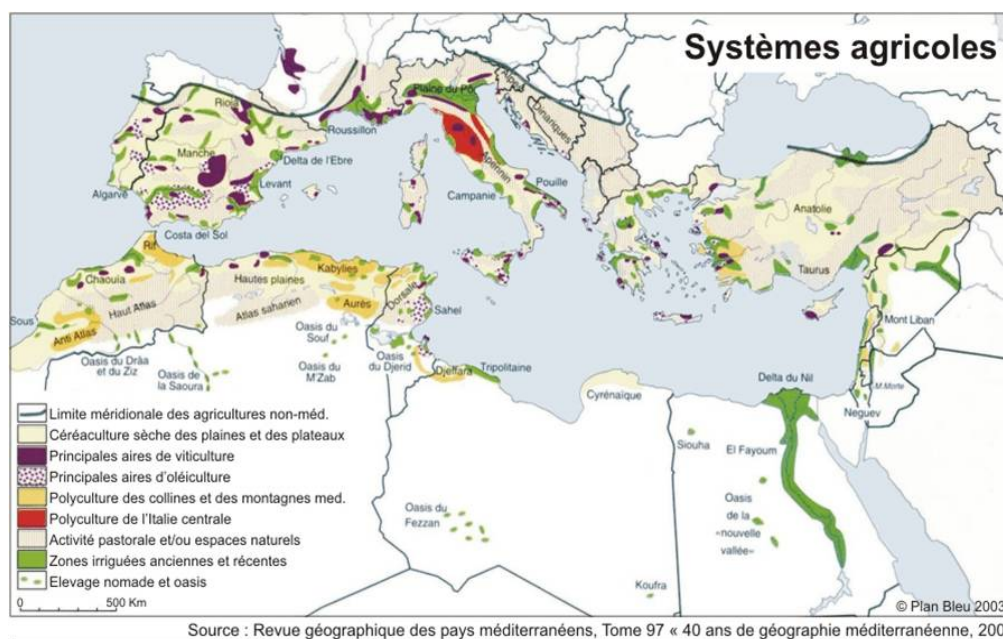 Systèmes agricoles
Rioja
Plaine du Pô
Alpes
Dinariques
Roussillon
Manche
Delta de l'Ebre
Apennin
Algarve
Levant
Campanie
Pouille
Anatolie
Costa del Sol
Taurus
Rif
Kabylies
Chaouia
Hautes plaines
Dorsale
Sahel
Haut Atlas
Atlas saharien
Aurès
Sous
Anti Atlas
Mont Liban
Oasis du Drâa
et du Ziz
Oasis de
la Saoura
Oasis du
Souf
Oasis du
M'Zab
Oasis
du Djerid
Djeffara
Tripolitaine
Cyrénaïque
Delta du Nil
M.Morte
Neguev
Siouha
El Fayoum
Oasis
de la
«nouvelle
vallée»
Oasis du
Fezzan
Koufra
Limite méridionale des agricultures non-méd.
Céréaculture sèche des plaines et des plateaux
Principales aires de viticulture
Principales aires d'oléiculture
Polyculture des collines et des montagnes med.
Polyculture de l'Italie centrale
Activité pastorale et/ou espaces naturels
Zones irriguées anciennes et récentes
Elevage nomade et oasis
0 500 Km
© Plan Bleu 2003
Source : Revue géographique des pays méditerranéens, Tome 97 « 40 ans de géographie méditerranéenne, 200